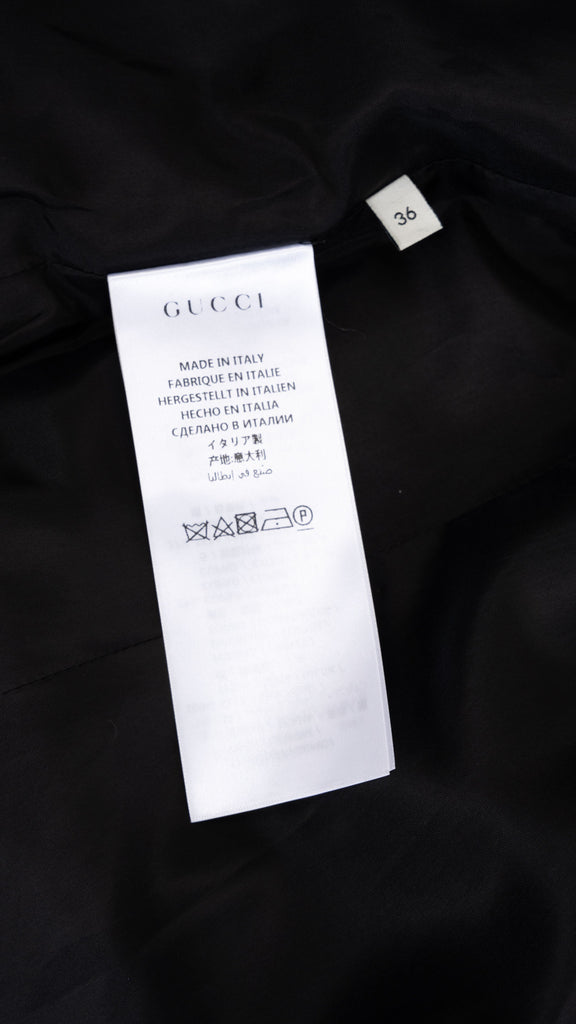 36
GUCCI
MADE IN ITALY
FABRIQUE EN ITALIE
HERGESTELLT IN ITALIEN
HECHO EN ITALIA
СДЕЛАНО В ИТАЛИИ
イタリア製
产地:意大利
صنع في إيطاليا
P